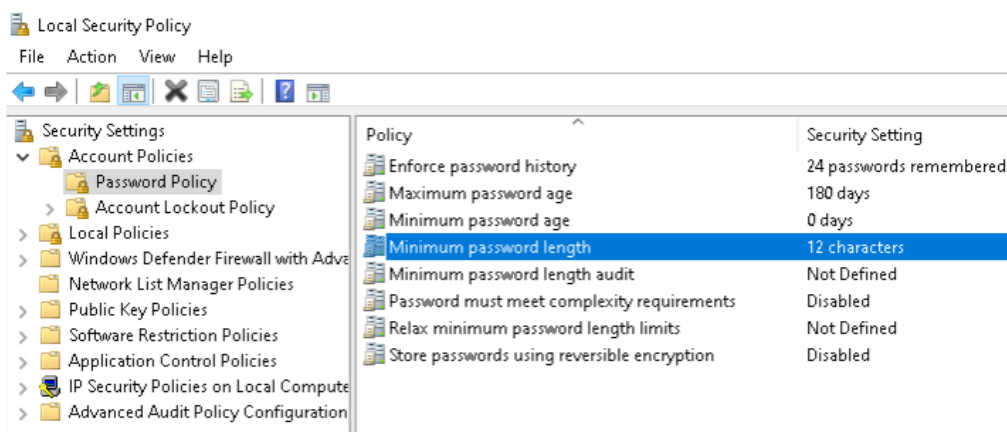 Local Security Policy
File Action View Help
Security Settings
Account Policies
Password Policy
Account Lockout Policy
Local Policies
Windows Defender Firewall with Adva
Network List Manager Policies
Public Key Policies
Software Restriction Policies
Application Control Policies
IP Security Policies on Local Compute
Advanced Audit Policy Configuration
Policy Security Setting
Enforce password history 24 passwords remembered
Maximum password age 180 days
Minimum password age 0 days
Minimum password length 12 characters
Minimum password length audit Not Defined
Password must meet complexity requirements Disabled
Relax minimum password length limits Not Defined
Store passwords using reversible encryption Disabled